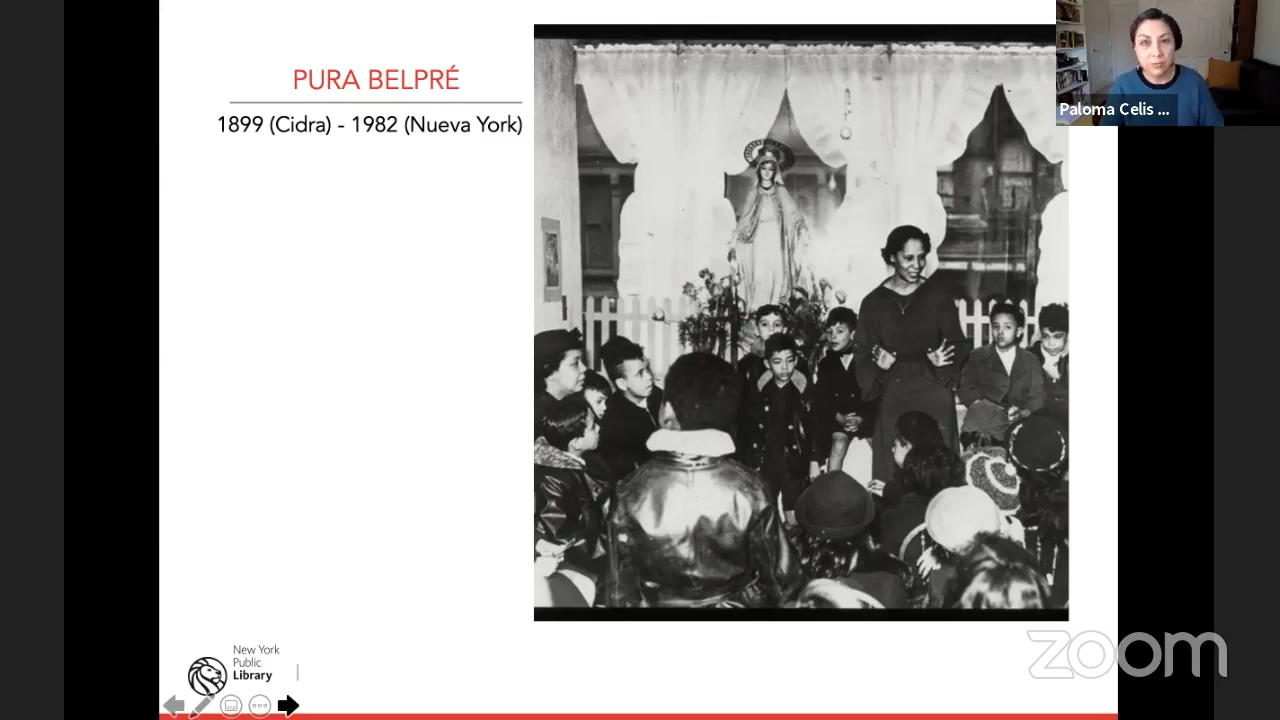 PURA BELPRÉ
1899 (Cidra) - 1982 (Nueva York)
Paloma Celis ...
New York
Public
Library
zoom